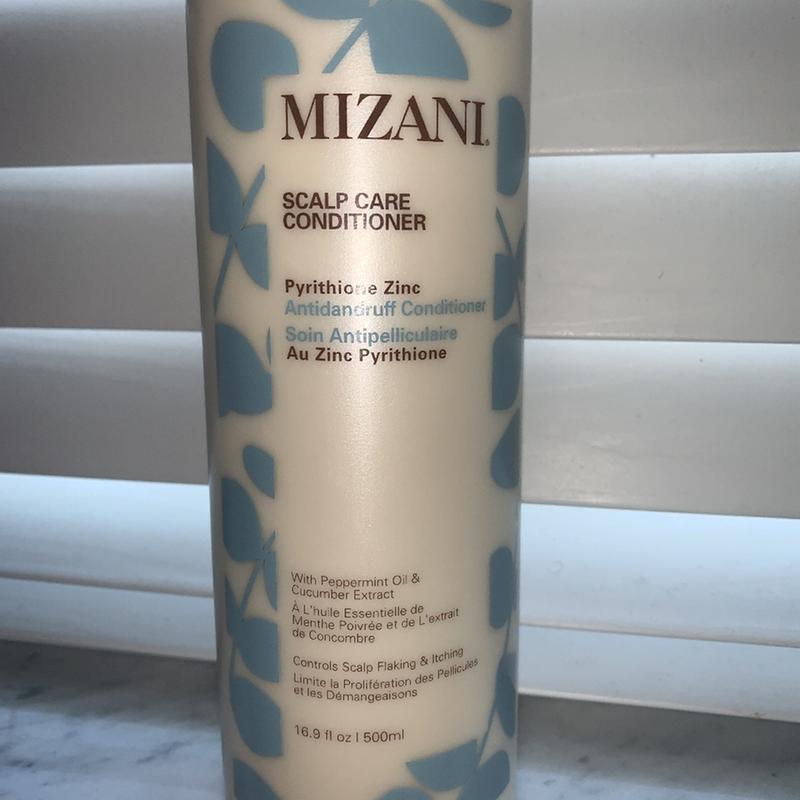 MIZANI®
SCALP CARE
CONDITIONER
Pyrithione Zinc
Antidandruff Conditioner
Soin Antipelliculaire
Au Zinc Pyrithione
With Peppermint Oil &
Cucumber Extract
À L'huile Essentielle de
Menthe Poivrée et de L'extrait
de Concombre
Controls Scalp Flaking & Itching
Limite la Prolifération des Pellicules
et les Démangeaisons
16.9 fl oz | 500ml